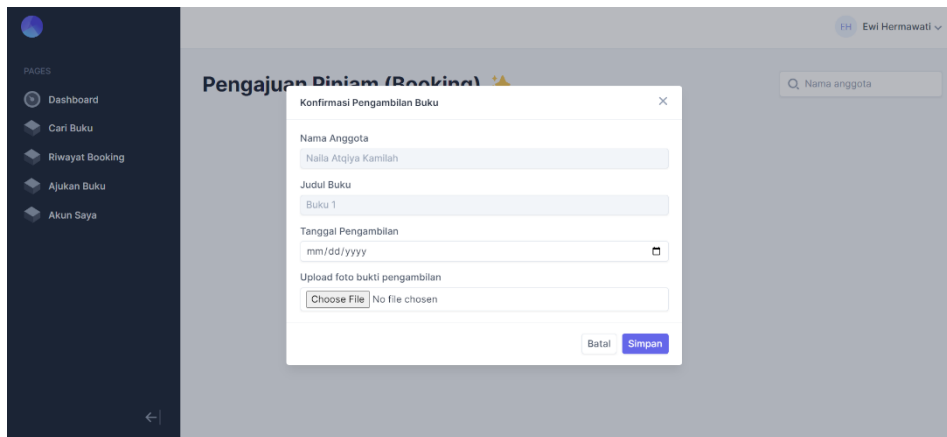 EH Ewi Hermawati
PAGES
Dashboard
Cari Buku
Riwayat Booking
Ajukan Buku
Akun Saya
Pengajuan Pinjam (Booking)
Nama anggota
Konfirmasi Pengambilan Buku
Nama Anggota
Naila Atqiya Kamilah
Judul Buku
Buku 1
Tanggal Pengambilan
mm/dd/yyyy
Upload foto bukti pengambilan
Choose File No file chosen
Batal Simpan